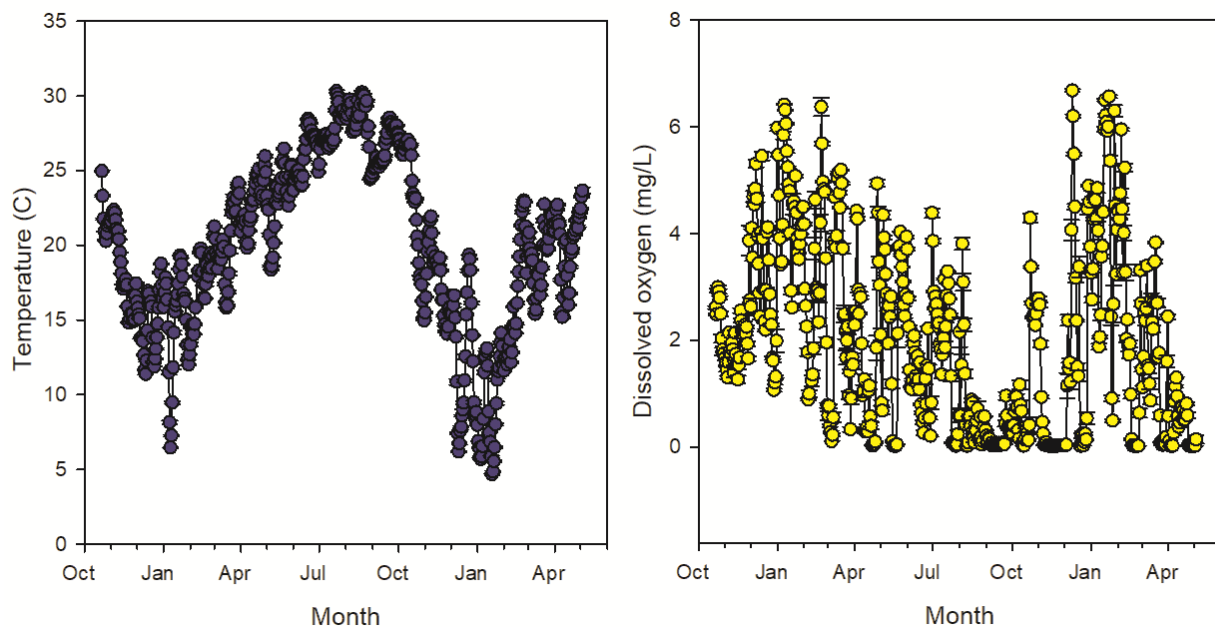 Temperature (C)
35
30
25
20
15
10
5
0
Oct
Jan
Apr
Jul
Oct
Jan
Apr
Month
Dissolved oxygen (mg/L)
8
6
4
2
0
Oct
Jan
Apr
Jul
Oct
Jan
Apr
Month